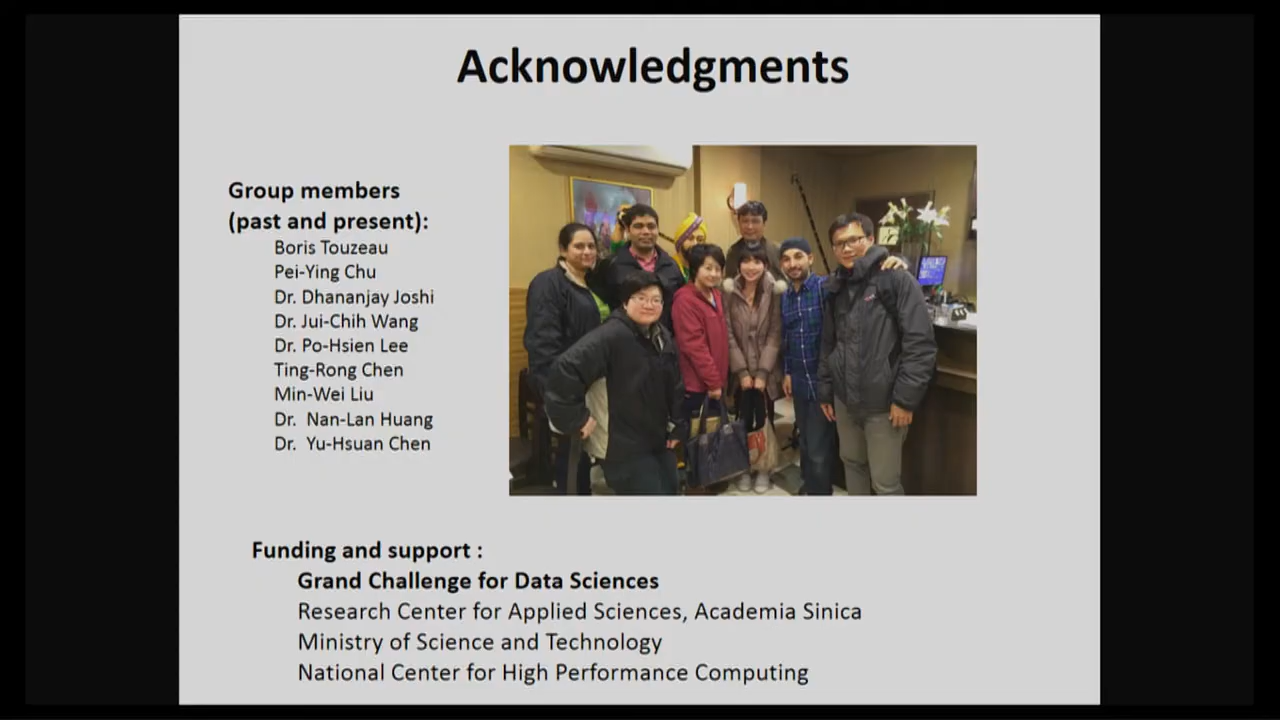 Acknowledgments
Group members
(past and present):
Boris Touzeau
Pei-Ying Chu
Dr. Dhananjay Joshi
Dr. Jui-Chih Wang
Dr. Po-Hsien Lee
Ting-Rong Chen
Min-Wei Liu
Dr.  Nan-Lan Huang
Dr.  Yu-Hsuan Chen
Funding and support :
Grand Challenge for Data Sciences
Research Center for Applied Sciences, Academia Sinica
Ministry of Science and Technology
National Center for High Performance Computing